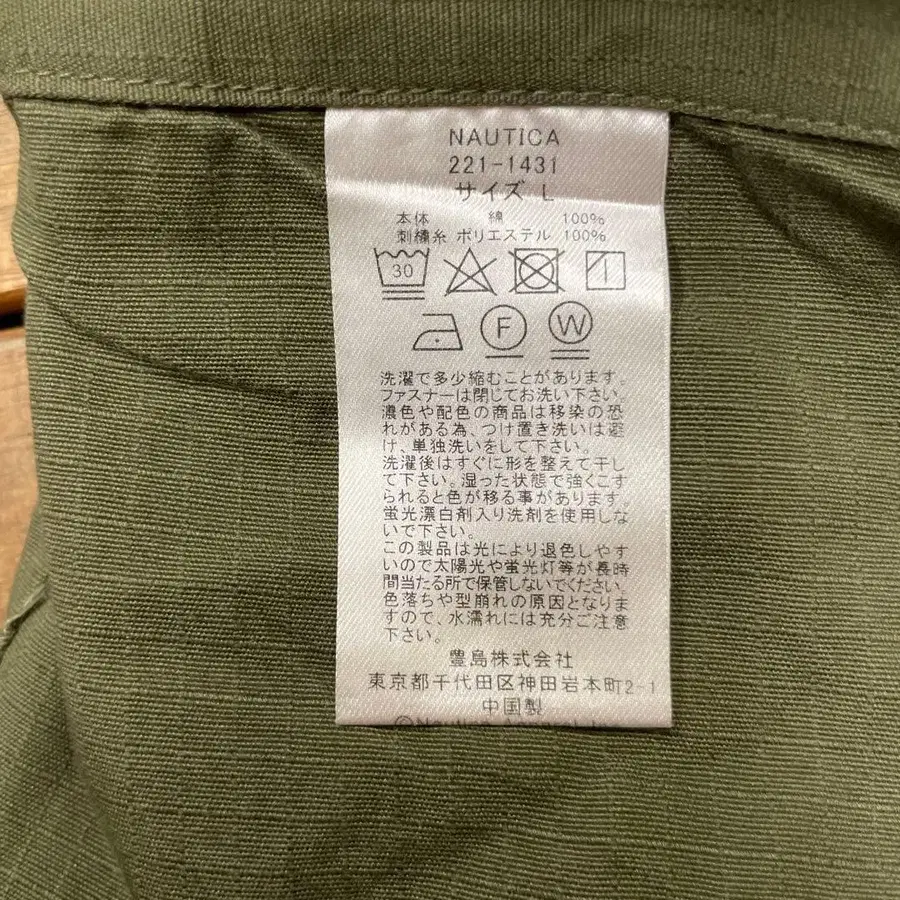 NAUTICA
221-1431
サイズ L
本体 綿 100%
刺繍糸 ポリエステル 100%
30
F W
洗濯で多少縮むことがあります。
ファスナーは閉じてお洗い下さい。
濃色や配色の商品は移染の恐
れがある為、つけ置き洗いは避
け、単独洗いをして下さい。
洗濯後はすぐに形を整えて干し
て下さい。湿った状態で強くこす
られると色が移る事があります。
蛍光漂白剤入り洗剤を使用しな
いで下さい。
この製品は光により退色しやす
いので太陽光や蛍光灯等が長時
間当たる所で保管しないでください。
色落ちや型崩れの原因となりま
すので、水濡れには充分ご注意
下さい。
豊島株式会社
東京都千代田区神田岩本町2-1
中国製
©Nautica Apparel, Inc.